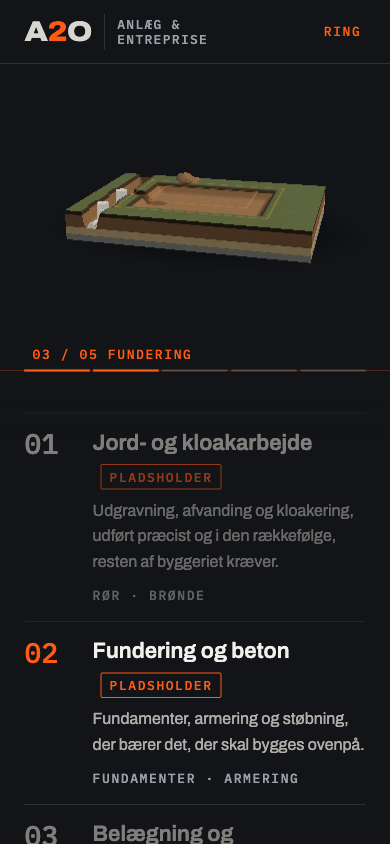 A2O
ANLÆG &
ENTREPRISE
RING
03 / 05 FUNDERING
01
Jord- og kloakarbejde
PLADSHOLDER
Udgravning, afvanding og kloakering,
udført præcist og i den rækkefølge,
resten af byggeriet kræver.
RØR · BRØNDE
02
Fundering og beton
PLADSHOLDER
Fundamenter, armering og støbning,
der bærer det, der skal bygges ovenpå.
FUNDAMENTER · ARMERING
03
Belægning og